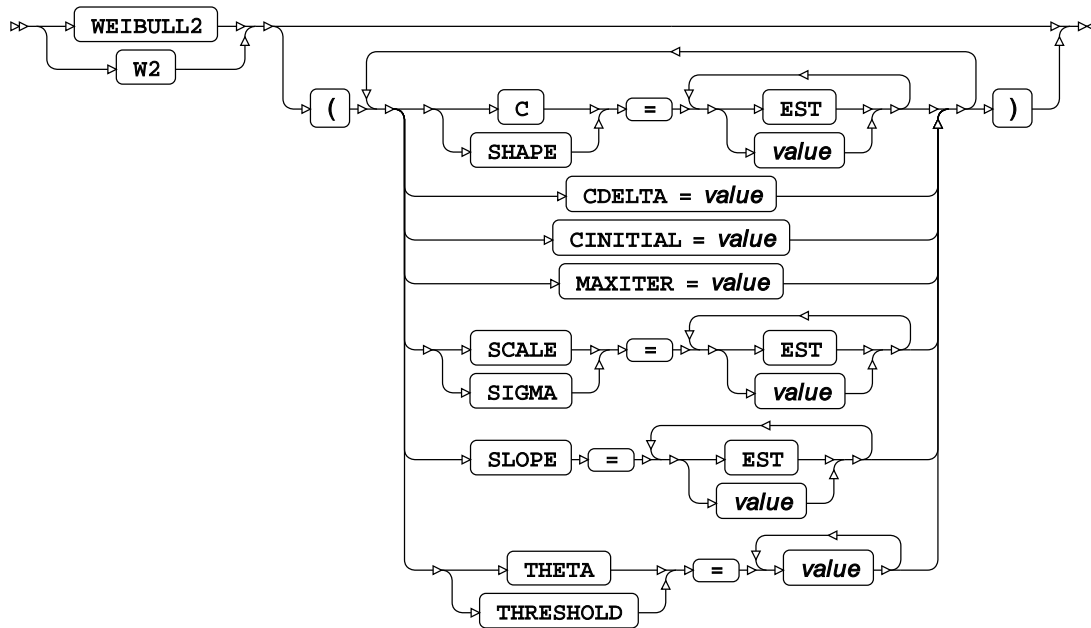 WEIBULL2
W2
(
C = EST )
SHAPE value
CDELTA = value
CINITIAL = value
MAXITER = value
SCALE = EST
SIGMA value
SLOPE = EST
value
THETA = value
THRESHOLD